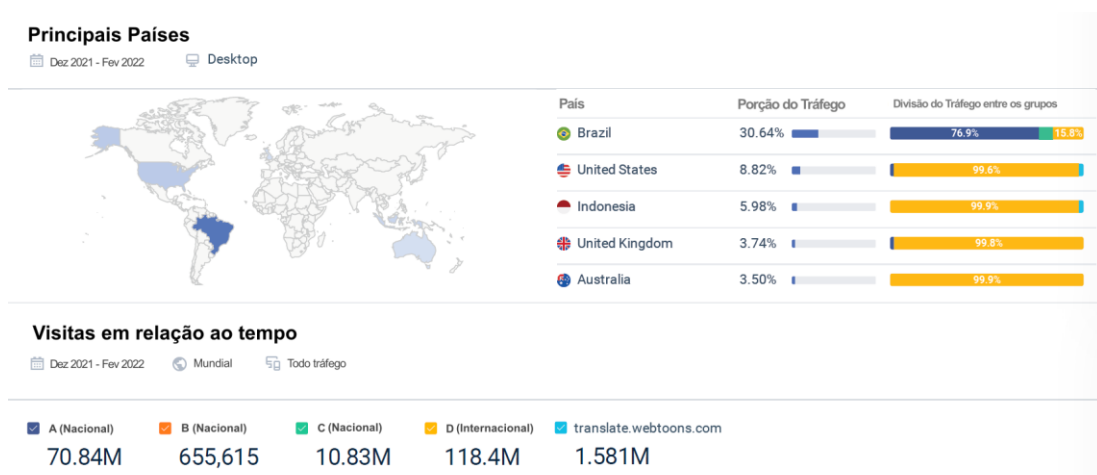 Principais Países
Dez 2021 - Fev 2022 Desktop
País Porção do Tráfego Divisão do Tráfego entre os grupos
Brazil 30.64% 76.9% 15.8%
United States 8.82% 99.6%
Indonesia 5.98% 99.9%
United Kingdom 3.74% 99.8%
Australia 3.50% 99.9%
Visitas em relação ao tempo
Dez 2021 - Fev 2022 Mundial Todo tráfego
A (Nacional) B (Nacional) C (Nacional) D (Internacional) translate.webtoons.com
70.84M 655,615 10.83M 118.4M 1.581M